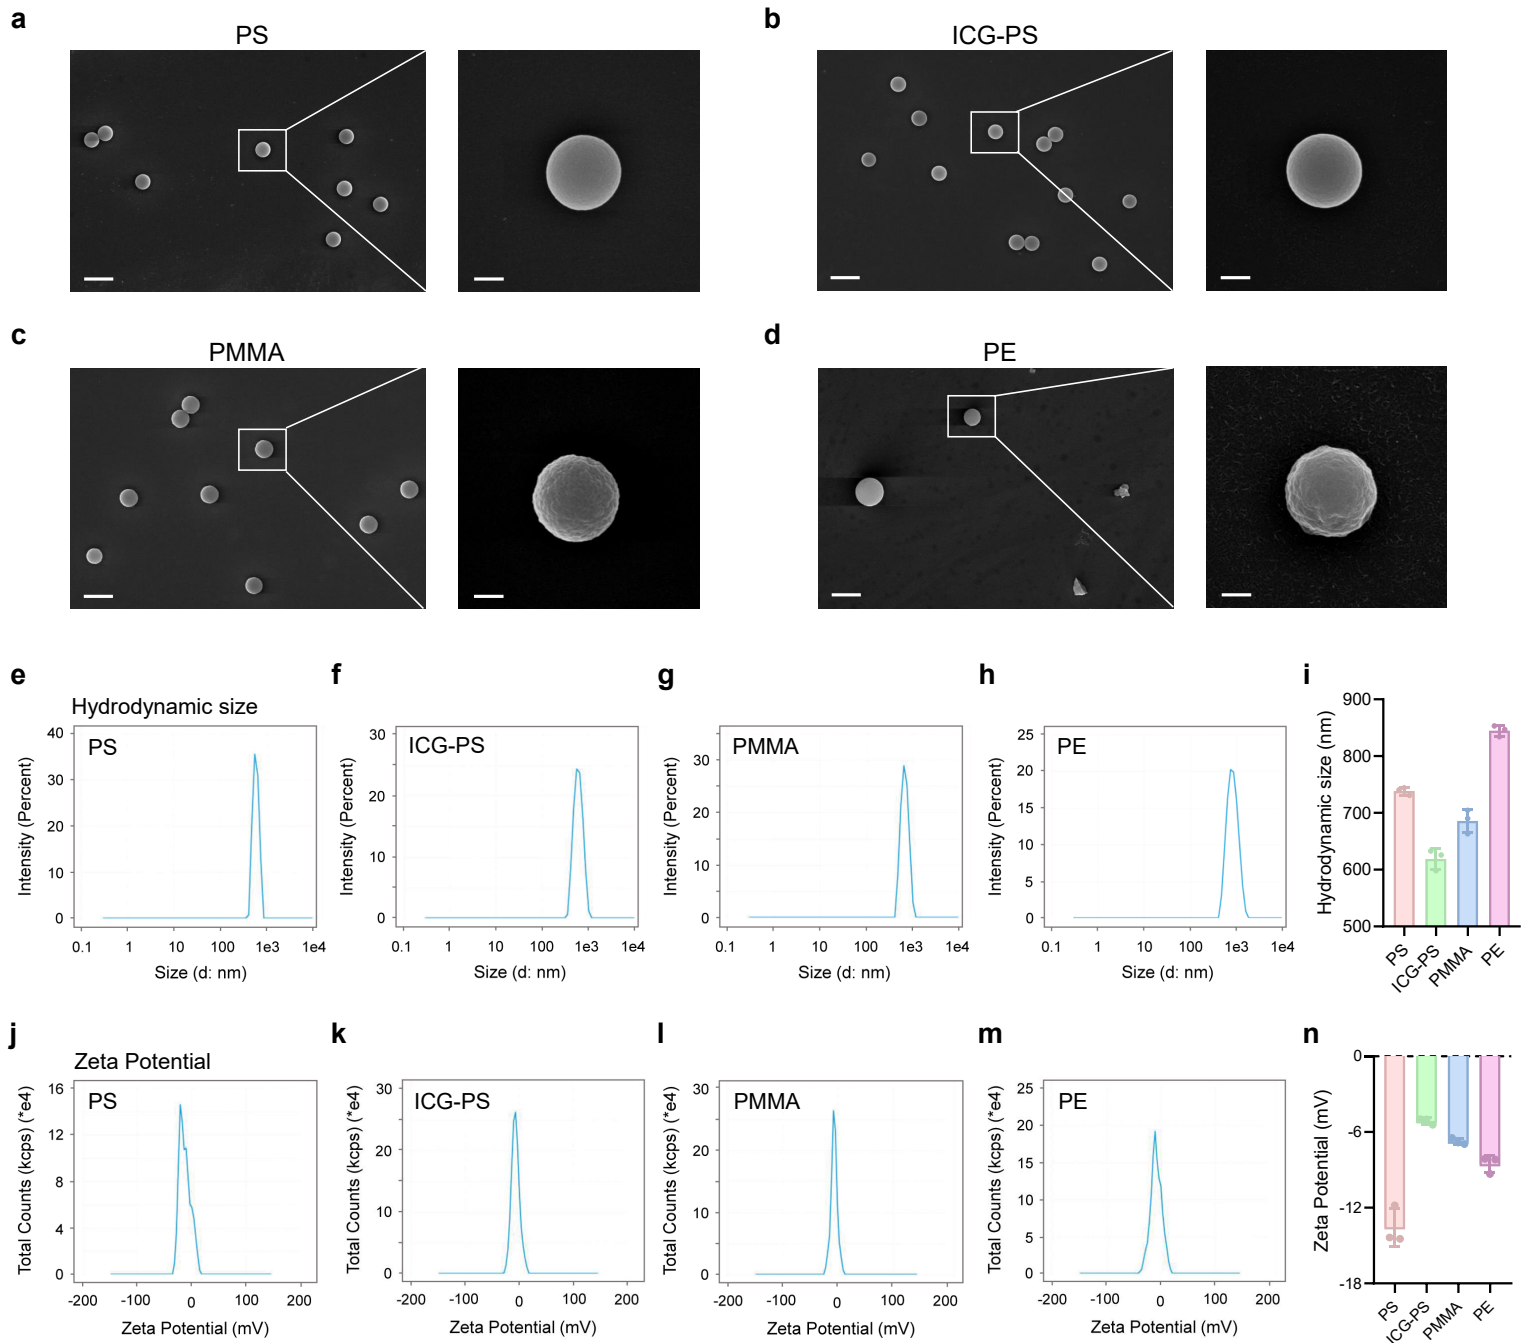 a
PS
b
ICG-PS
c
PMMA
d
PE
e
Hydrodynamic size
PS
40
30
20
10
0
Intensity (Percent)
0.1 1 10 100 1e3 1e4
Size (d: nm)
f
ICG-PS
30
20
10
0
Intensity (Percent)
0.1 1 10 100 1e3 1e4
Size (d: nm)
g
PMMA
30
20
10
0
Intensity (Percent)
0.1 1 10 100 1e3 1e4
Size (d: nm)
h
PE
25
20
15
10
5
0
Intensity (Percent)
0.1 1 10 100 1e3 1e4
Size (d: nm)
i
900
800
700
600
500
Hydrodynamic size (nm)
PS
ICG-PS
PMMA
PE
j
Zeta Potential
PS
16
12
8
4
0
Total Counts (kcps) (*e4)
-200 -100 0 100 200
Zeta Potential (mV)
k
ICG-PS
30
20
10
0
Total Counts (kcps) (*e4)
-200 -100 0 100 200
Zeta Potential (mV)
l
PMMA
30
20
10
0
Total Counts (kcps) (*e4)
-200 -100 0 100 200
Zeta Potential (mV)
m
PE
25
20
15
10
5
0
Total Counts (kcps) (*e4)
-200 -100 0 100 200
Zeta Potential (mV)
n
0
-6
-12
-18
Zeta Potential (mV)
PS
ICG-PS
PMMA
PE